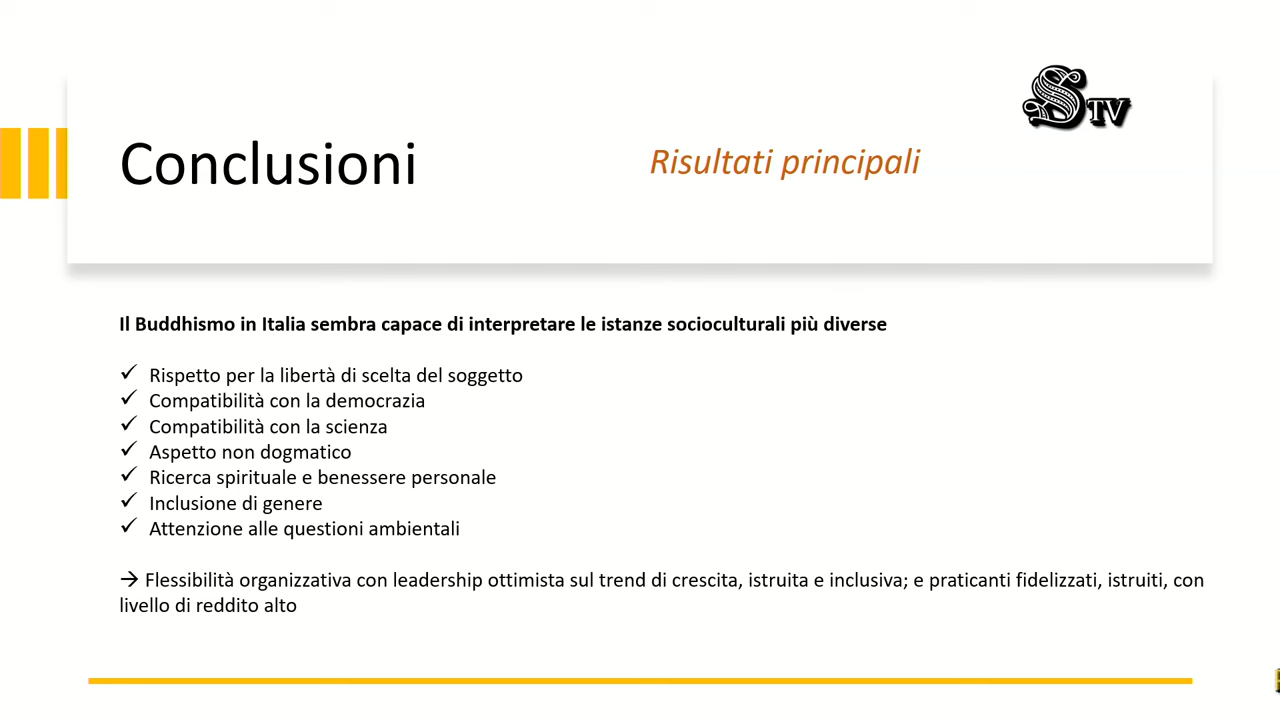 STV
Conclusioni
Risultati principali
Il Buddhismo in Italia sembra capace di interpretare le istanze socioculturali più diverse
✓ Rispetto per la libertà di scelta del soggetto
✓ Compatibilità con la democrazia
✓ Compatibilità con la scienza
✓ Aspetto non dogmatico
✓ Ricerca spirituale e benessere personale
✓ Inclusione di genere
✓ Attenzione alle questioni ambientali
→ Flessibilità organizzativa con leadership ottimista sul trend di crescita, istruita e inclusiva; e praticanti fidelizzati, istruiti, con
livello di reddito alto